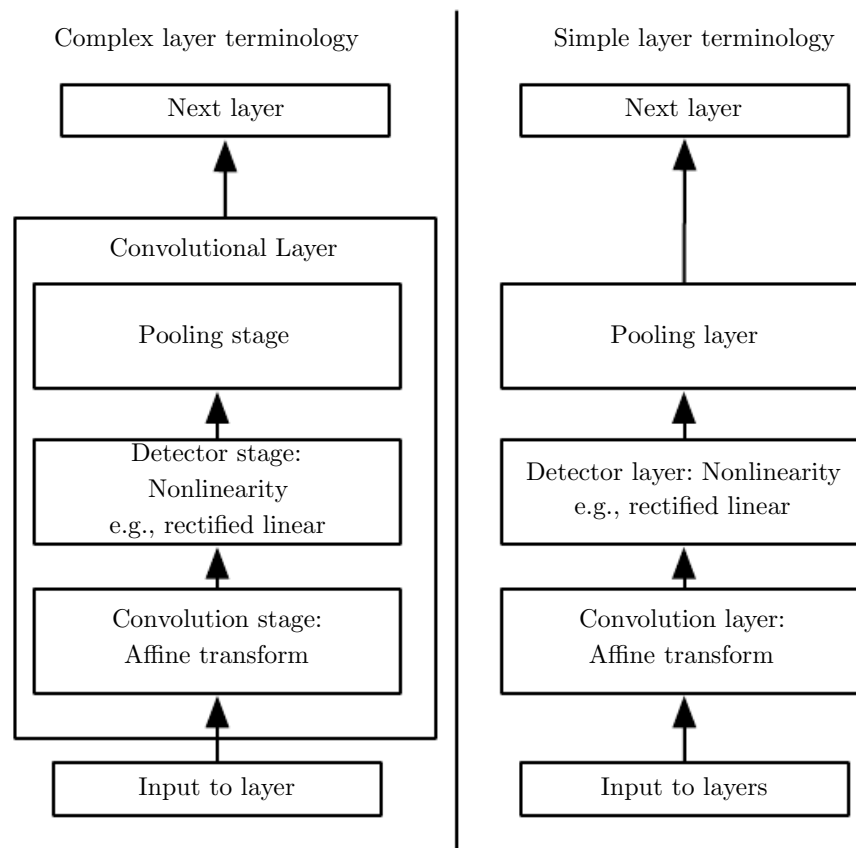 Complex layer terminology
Next layer
Convolutional Layer
Pooling stage
Detector stage:
Nonlinearity
e.g., rectified linear
Convolution stage:
Affine transform
Input to layer
Simple layer terminology
Next layer
Pooling layer
Detector layer: Nonlinearity
e.g., rectified linear
Convolution layer:
Affine transform
Input to layers